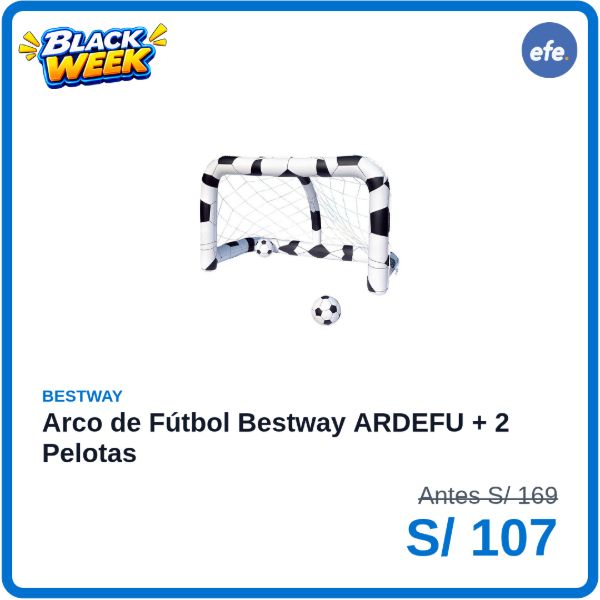 BLACK
WEEK
efe.
BESTWAY
Arco de Fútbol Bestway ARDEFU + 2
Pelotas
Antes S/ 169
S/ 107